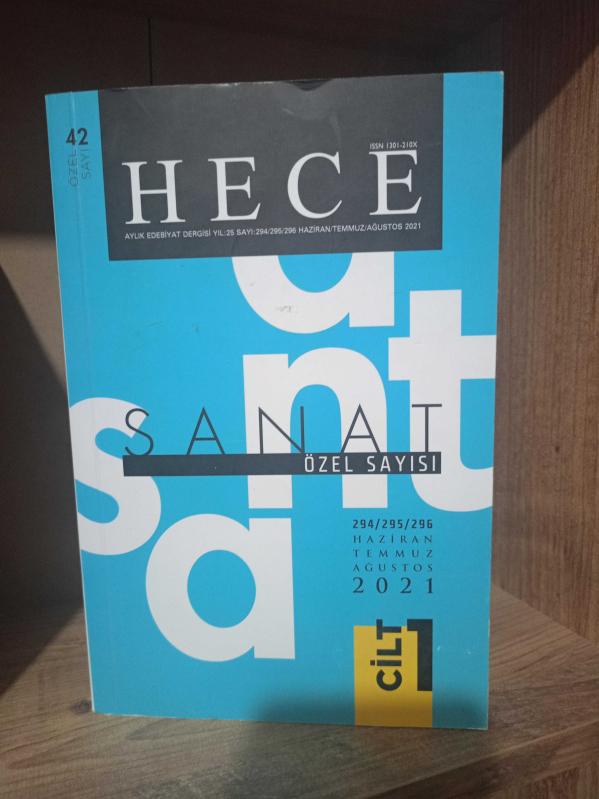 42
ÖZEL
SAYI
ISSN 1301-210X
HECE
AYLIK EDEBİYAT DERGİSİ YIL:25 SAYI:294/295/296 HAZİRAN/TEMMUZ/AĞUSTOS 2021
sanat
SANAT
ÖZEL SAYISI
294/295/296
HAZİRAN
TEMMUZ
AĞUSTOS
2021
CİLT 1